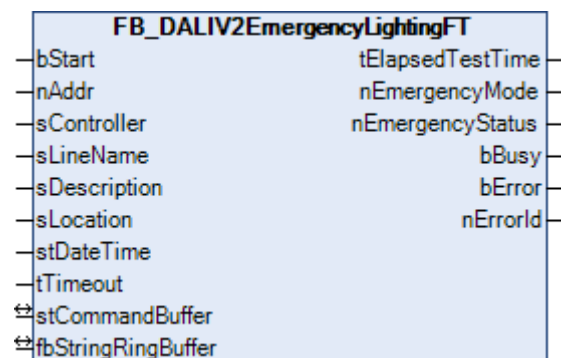 FB_DALIV2EmergencyLightingFT
bStart tElapsedTestTime
nAddr nEmergencyMode
sController nEmergencyStatus
sLineName bBusy
sDescription bError
sLocation nErrorId
stDateTime
tTimeout
stCommandBuffer
fbStringRingBuffer